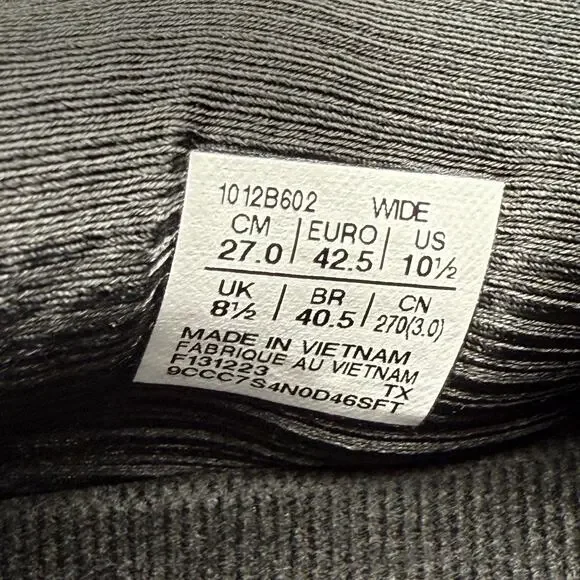 1012B602 WIDE
CM | EURO | US
27.0 | 42.5 | 10½
UK | BR | CN
8½ | 40.5 | 270(3.0)
MADE IN VIETNAM
FABRIQUE AU VIETNAM
F131223 TX
9CCC7S4N0D46SFT